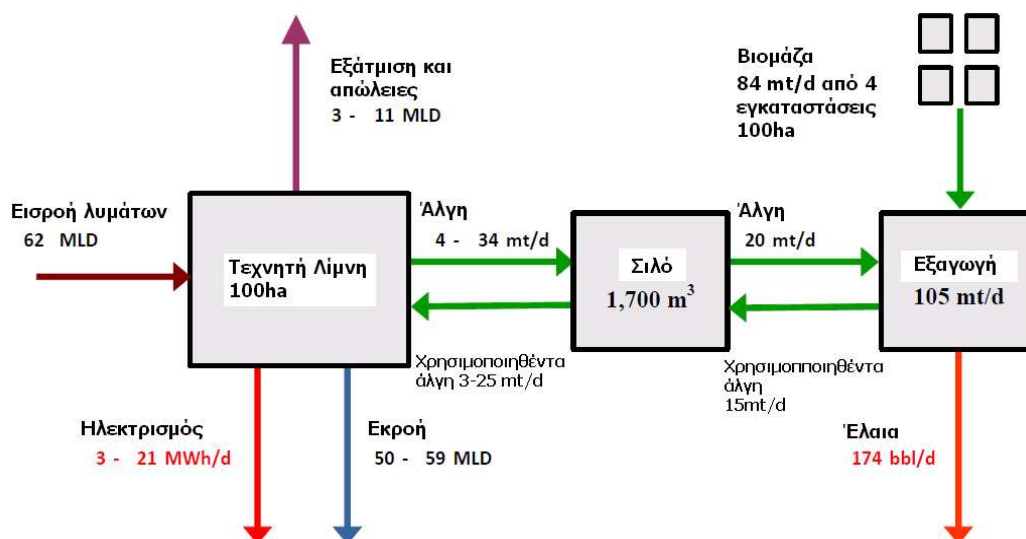 Εξάτμιση και
απώλειες
3 - 11 MLD
Βιομάζα
84 mt/d από 4
εγκαταστάσεις
100ha
Εισροή λυμάτων
62 MLD
Τεχνητή Λίμνη
100ha
Άλγη
4 - 34 mt/d
Σιλό
1,700 m³
Άλγη
20 mt/d
Εξαγωγή
105 mt/d
Χρησιμοποιηθέντα
άλγη 3-25 mt/d
Χρησιμοπποιηθέντα
άλγη
15mt/d
Ηλεκτρισμός
3 - 21 MWh/d
Εκροή
50 - 59 MLD
Έλαια
174 bbl/d